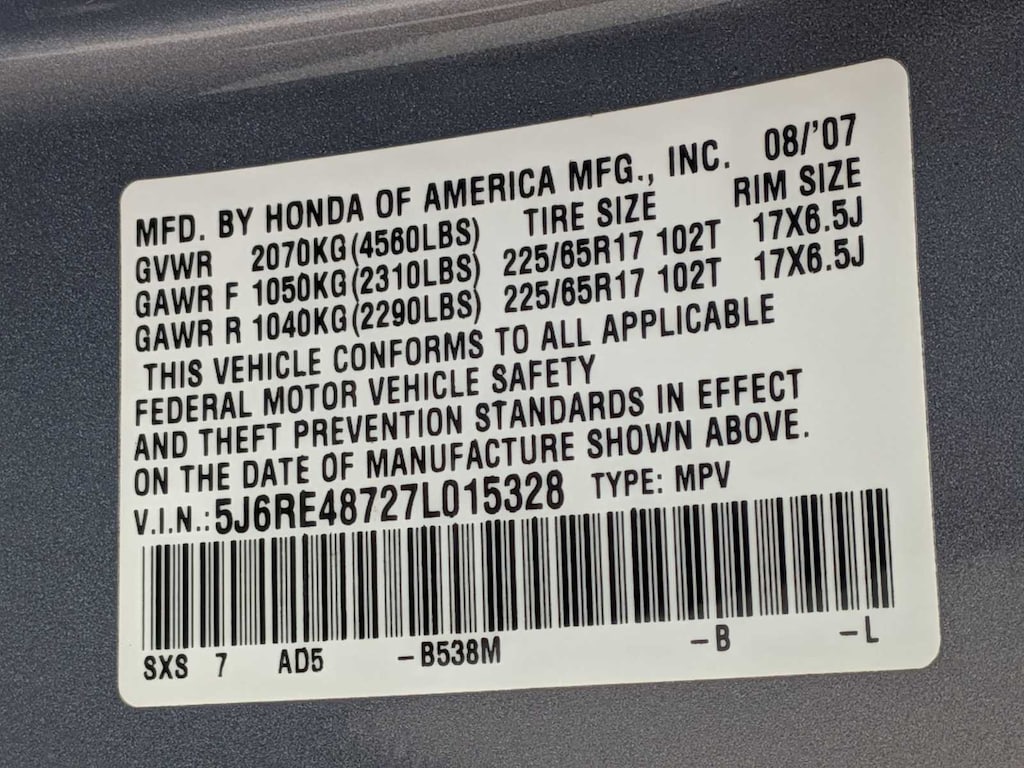 MFD. BY HONDA OF AMERICA MFG., INC. 08/'07
GVWR 2070KG(4560LBS) TIRE SIZE RIM SIZE
GAWR F 1050KG(2310LBS) 225/65R17 102T 17X6.5J
GAWR R 1040KG(2290LBS) 225/65R17 102T 17X6.5J
THIS VEHICLE CONFORMS TO ALL APPLICABLE
FEDERAL MOTOR VEHICLE SAFETY
AND THEFT PREVENTION STANDARDS IN EFFECT
ON THE DATE OF MANUFACTURE SHOWN ABOVE.
V.I.N.:5J6RE48727L015328 TYPE: MPV
SXS 7 AD5 –B538M –B –L